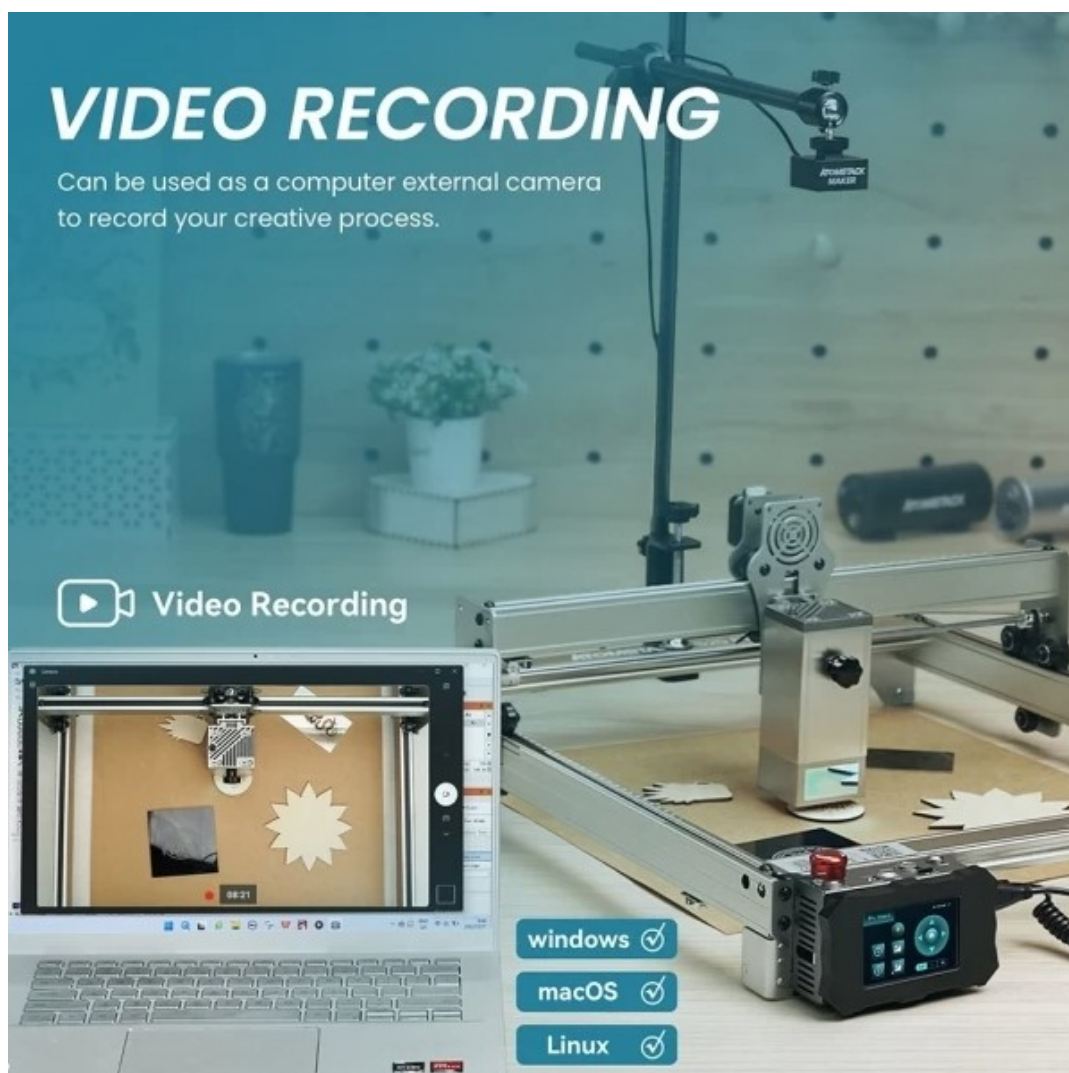 VIDEO RECORDING
Can be used as a computer external camera
to record your creative process.
ATOMSTACK
MAKER
ATOMSTACK
Video Recording
08:21
windows
macOS
Linux